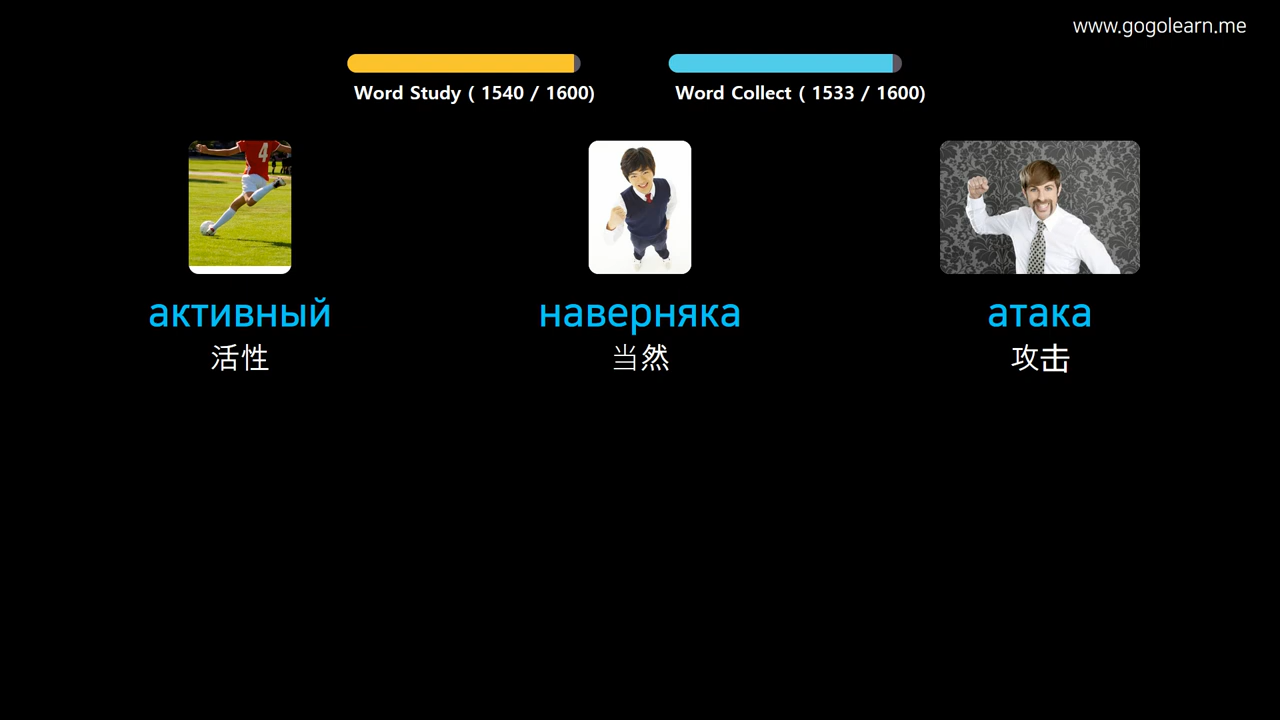 www.gogolearn.me
Word Study ( 1540 / 1600)
Word Collect ( 1533 / 1600)
4
активный
наверняка
атака
活性
当然
攻击